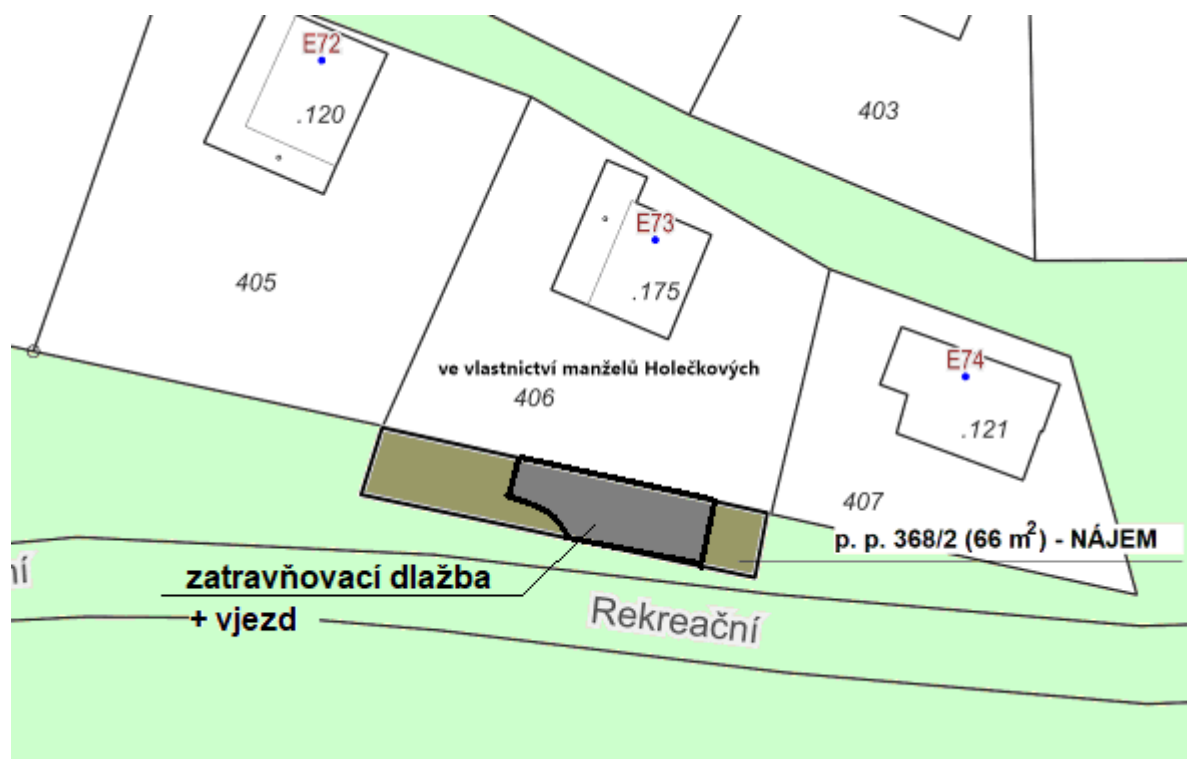 E72
.120
403
E73
405
.175
ve vlastnictví manželů Holečkových
E74
406
.121
407
p. p. 368/2 (66 m²) - NÁJEM
zatravňovací dlažba
+ vjezd
ní
Rekreační